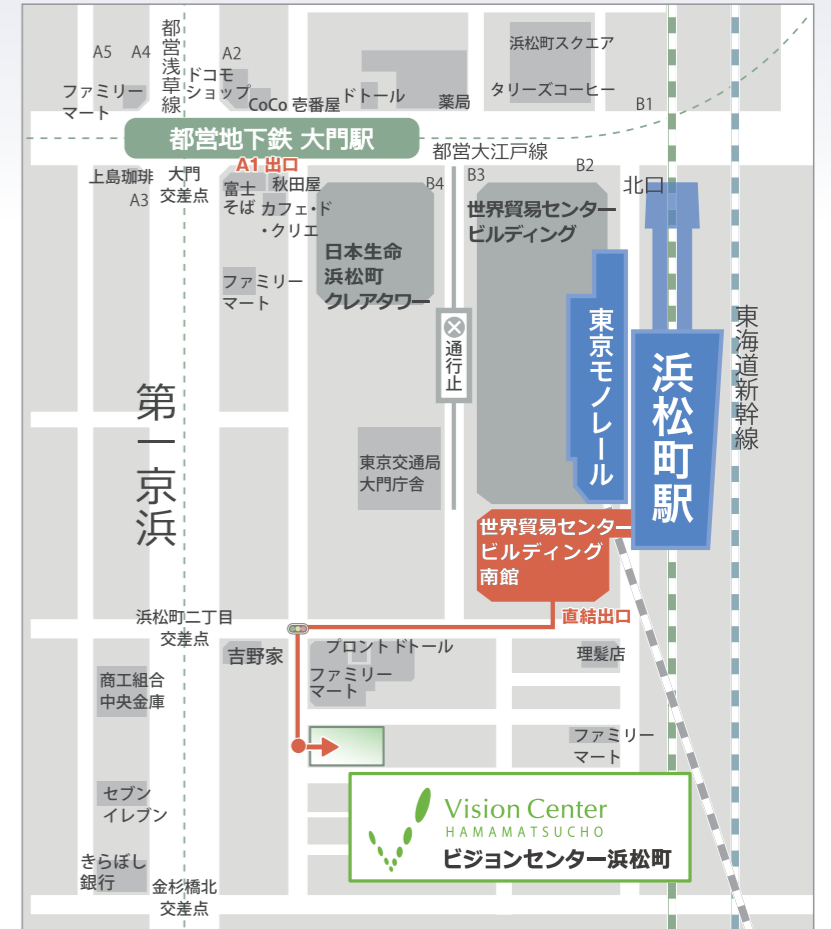 都営浅草線
A5
A4
A2
ファミリー
マート
ドコモ
ショップ
CoCo 壱番屋
ドトール
薬局
浜松町スクエア
タリーズコーヒー
B1
都営地下鉄 大門駅
都営大江戸線
A1 出口
上島珈琲
A3
大門
交差点
富士
そば
秋田屋
カフェ・ド
・クリエ
B4
B3
B2
北口
日本生命
浜松町
クレアタワー
世界貿易センター
ビルディング
ファミリー
マート
通行止
東京モノレール
浜松町駅
東海道新幹線
第一京浜
東京交通局
大門庁舎
世界貿易センター
ビルディング
南館
直結出口
浜松町二丁目
交差点
吉野家
プロント
ドトール
ファミリー
マート
理髪店
商工組合
中央金庫
ファミリー
マート
セブン
イレブン
きらぼし
銀行
金杉橋北
交差点
Vision Center
HAMAMATSUCHO
ビジョンセンター浜松町